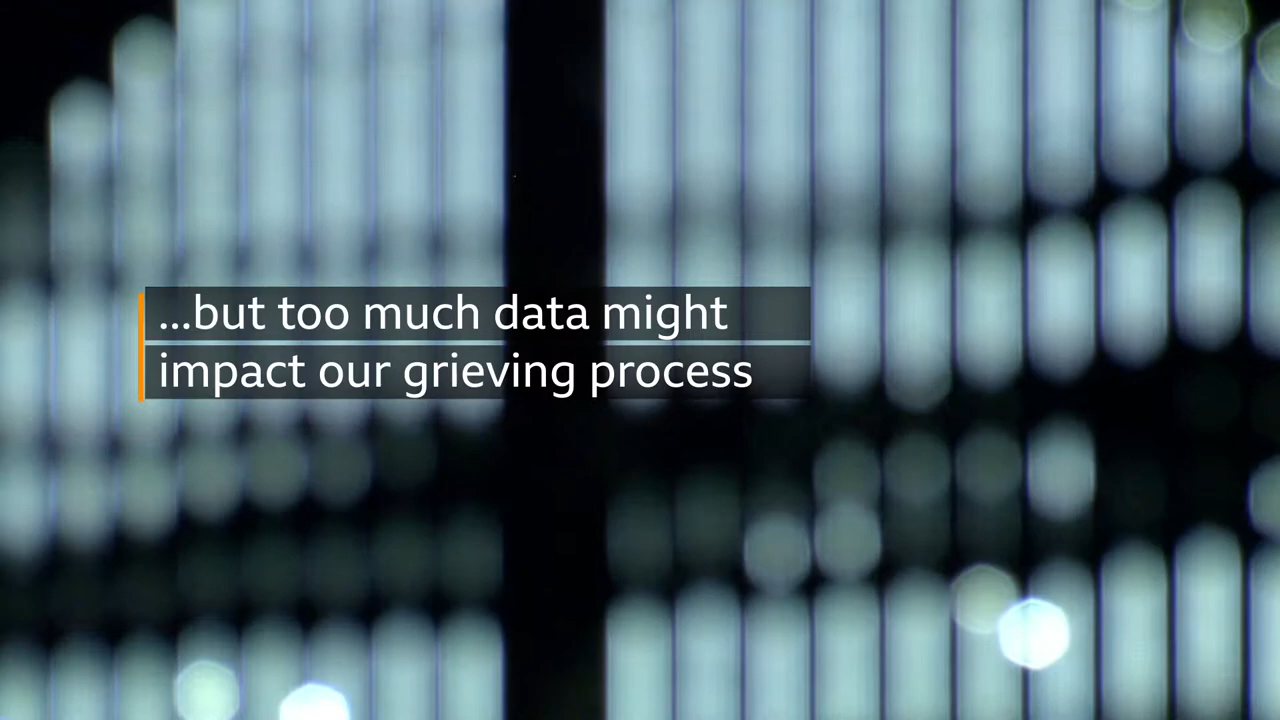 ...but too much data might
impact our grieving process